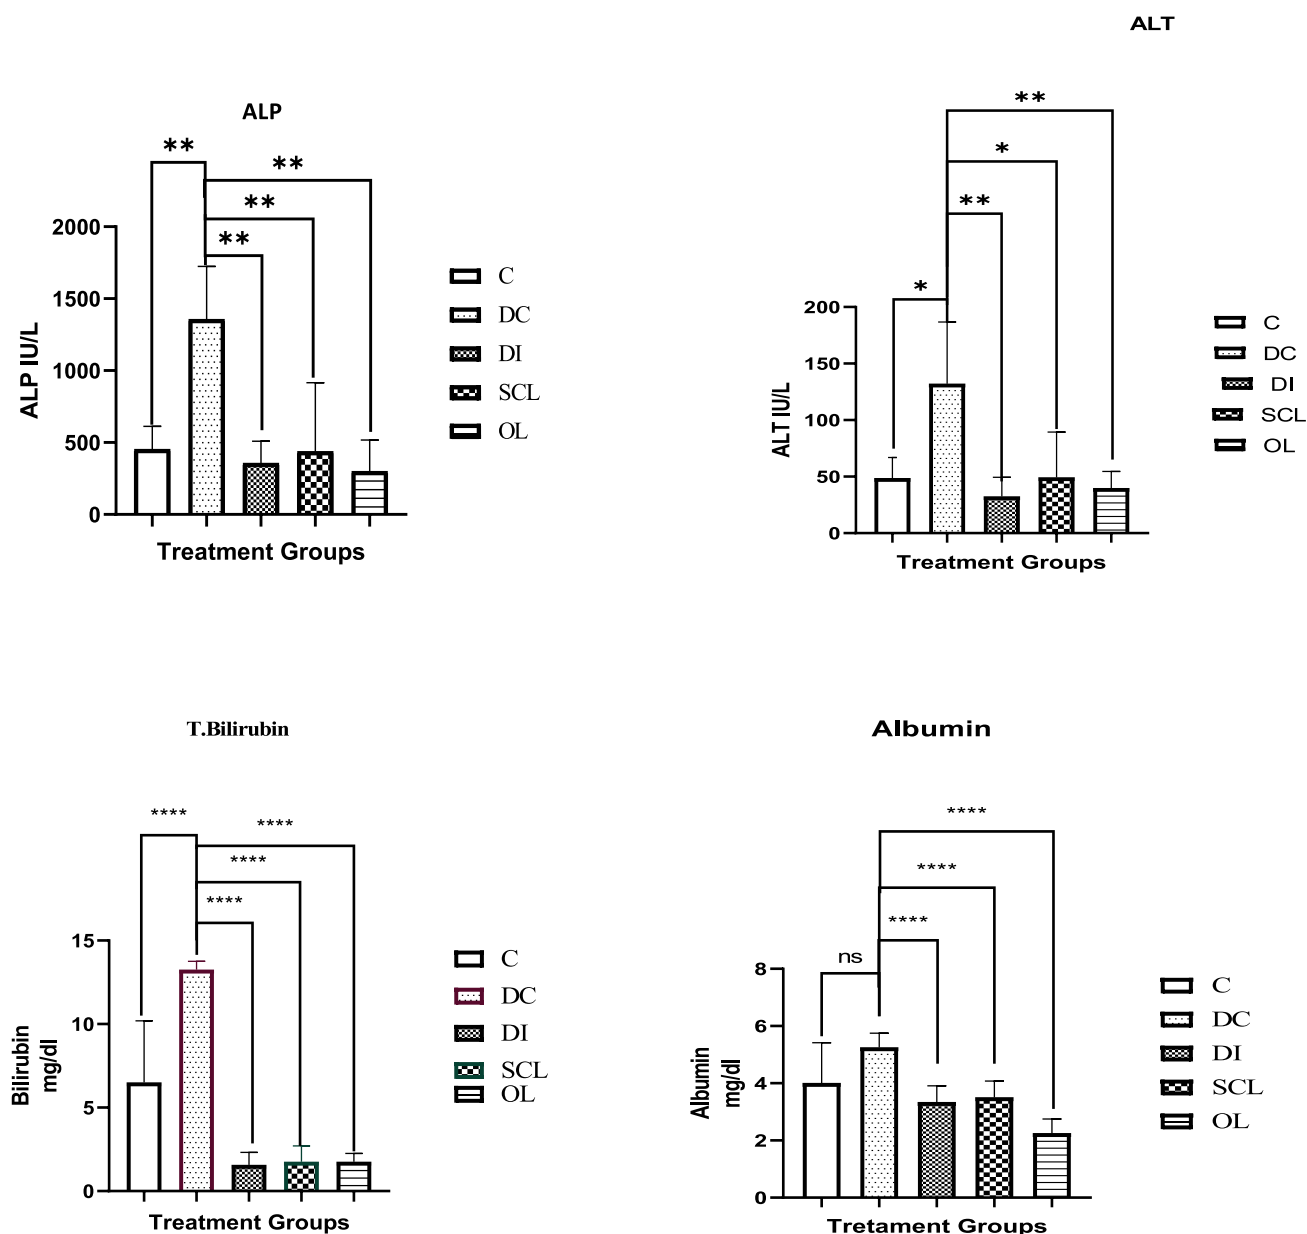 ALP
**
**
**
**
2000
1500
1000
500
0
ALP IU/L
Treatment Groups
C
DC
DI
SCL
OL
ALT
**
*
**
*
200
150
100
50
0
ALT IU/L
Treatment Groups
C
DC
DI
SCL
OL
T.Bilirubin
****
****
****
****
15
10
5
0
Bilirubin
mg/dl
Treatment Groups
C
DC
DI
SCL
OL
Albumin
****
****
****
ns
8
6
4
2
0
Albumin
mg/dl
Tretament Groups
C
DC
DI
SCL
OL